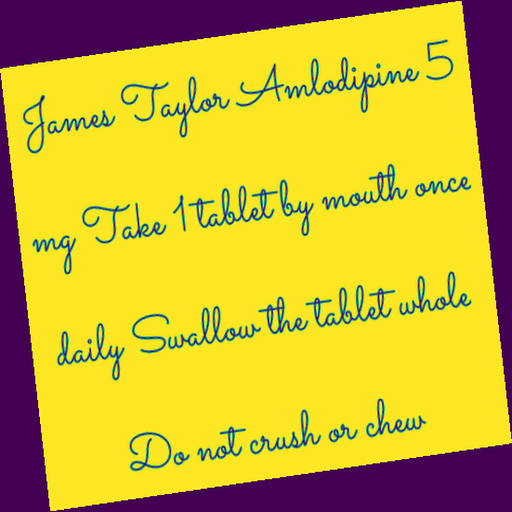 James Taylor Amlodipine 5
mg Take 1 tablet by mouth once
daily Swallow the tablet whole
Do not crush or chew